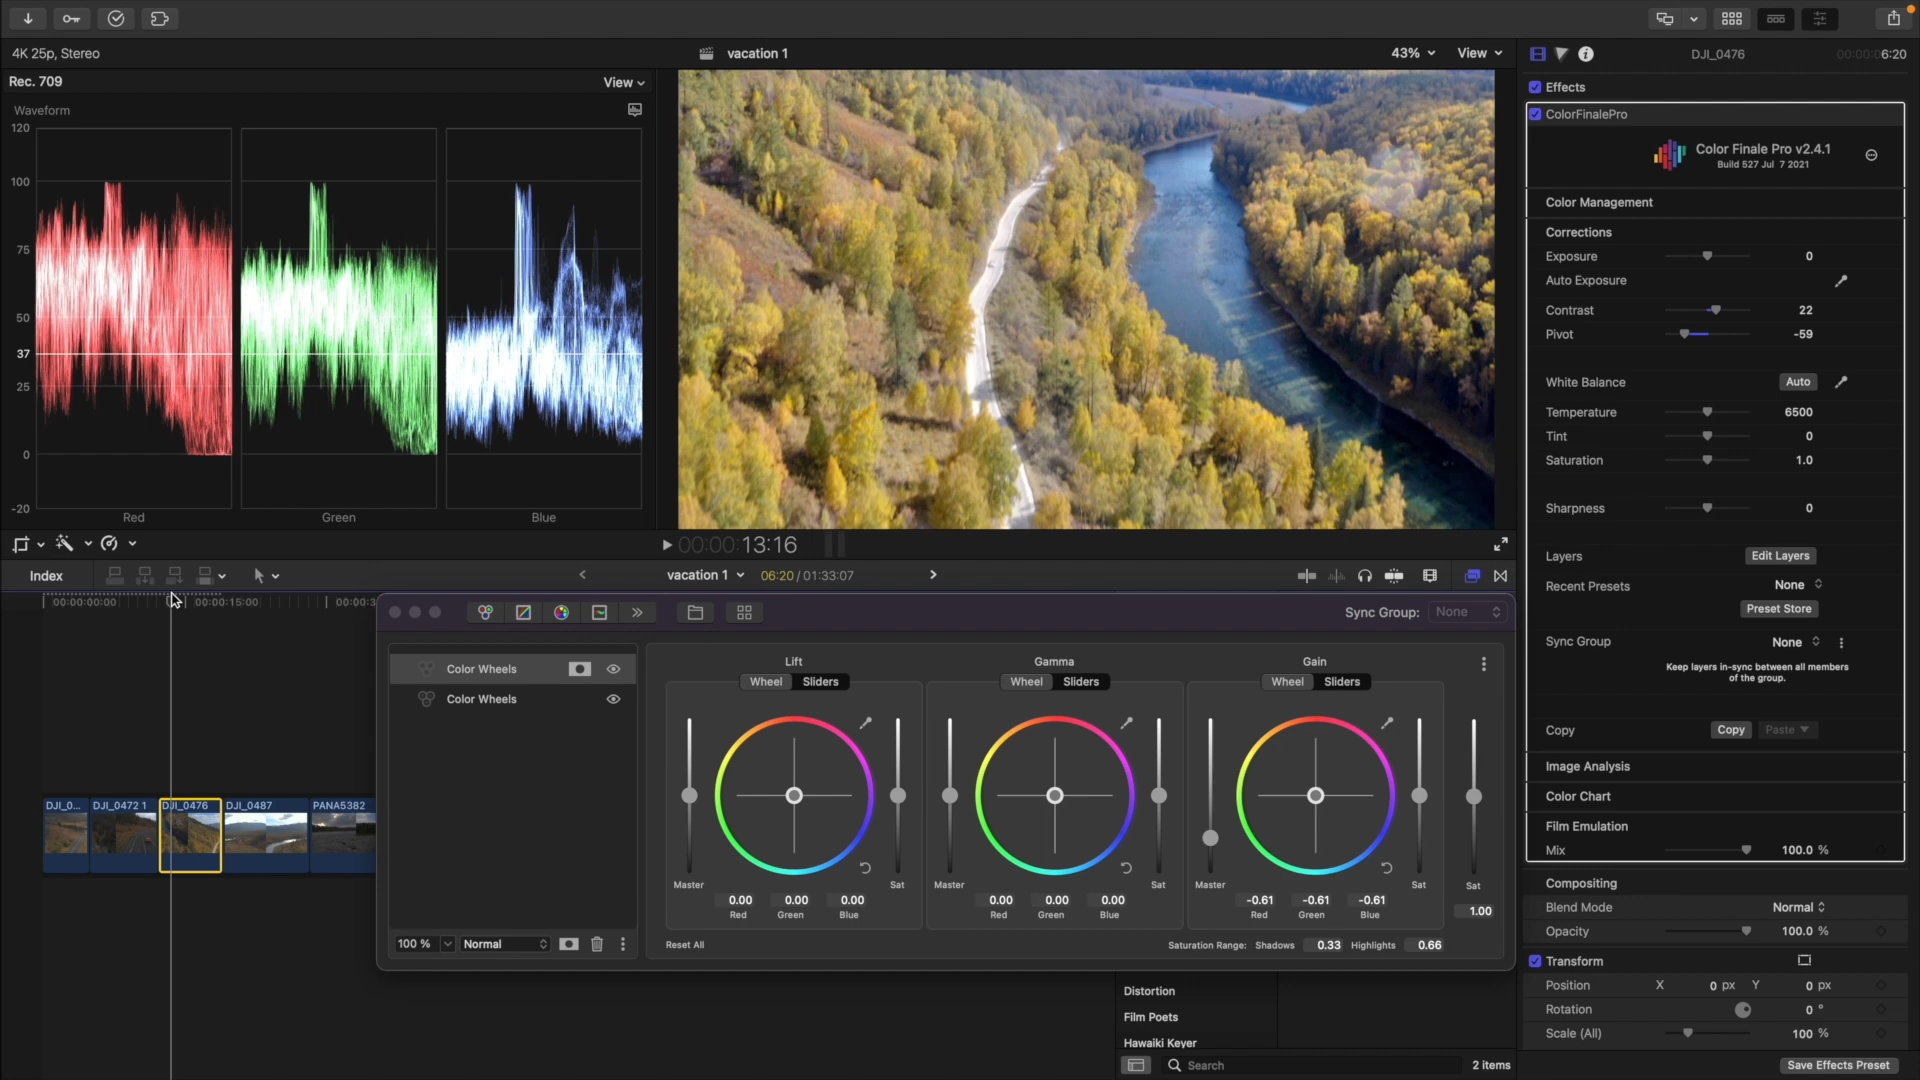 4K 25p, Stereo
vacation 1
43%
View
DJI_0476
00:00:06:20
Rec. 709
View
Effects
Waveform
ColorFinalePro
120
100
75
50
37
25
0
-20
Red
Green
Blue
Color Finale Pro v2.4.1
Build 527 Jul 7 2021
Color Management
Corrections
Exposure 0
Auto Exposure
Contrast 22
Pivot -59
White Balance Auto
Temperature 6500
Tint 0
Saturation 1.0
Sharpness 0
Layers Edit Layers
Recent Presets None
Preset Store
Sync Group None
Keep layers in-sync between all members
of the group.
Copy Copy Paste
Image Analysis
Color Chart
Film Emulation
Mix 100.0 %
Compositing
Blend Mode Normal
Opacity 100.0 %
Transform
Position X 0 px Y 0 px
Rotation 0 °
Scale (All) 100 %
Save Effects Preset
00:00:13:16
Index
vacation 1
06:20 / 01:33:07
00:00:00:00
00:00:15:00
00:00:3
Sync Group: None
Color Wheels
Color Wheels
Lift
Wheel Sliders
Gamma
Wheel Sliders
Gain
Wheel Sliders
DJI_0...
DJI_0472 1
DJI_0476
DJI_0487
PANA5382
Master Sat Master Sat Master Sat Sat
0.00 0.00 0.00
Red Green Blue
0.00 0.00 0.00
Red Green Blue
-0.61 -0.61 -0.61
Red Green Blue
1.00
100 %
Normal
Reset All
Saturation Range: Shadows 0.33 Highlights 0.66
Distortion
Film Poets
Hawaiki Keyer
Search
2 items